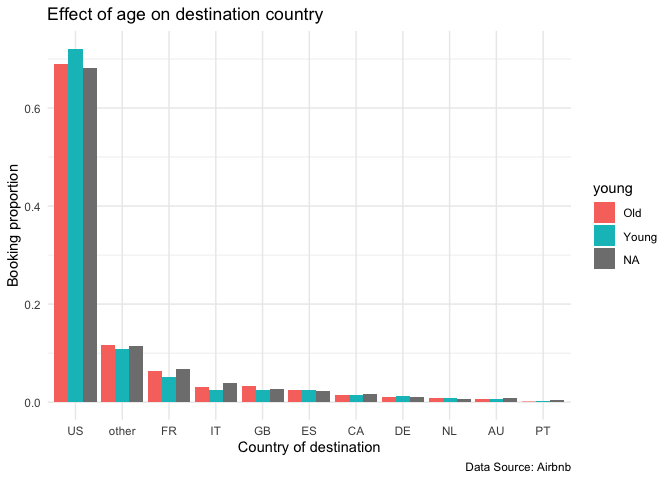 Effect of age on destination country
Booking proportion
0.6
0.4
0.2
0.0
US other FR IT GB ES CA DE NL AU PT
Country of destination
young
Old
Young
NA
Data Source: Airbnb